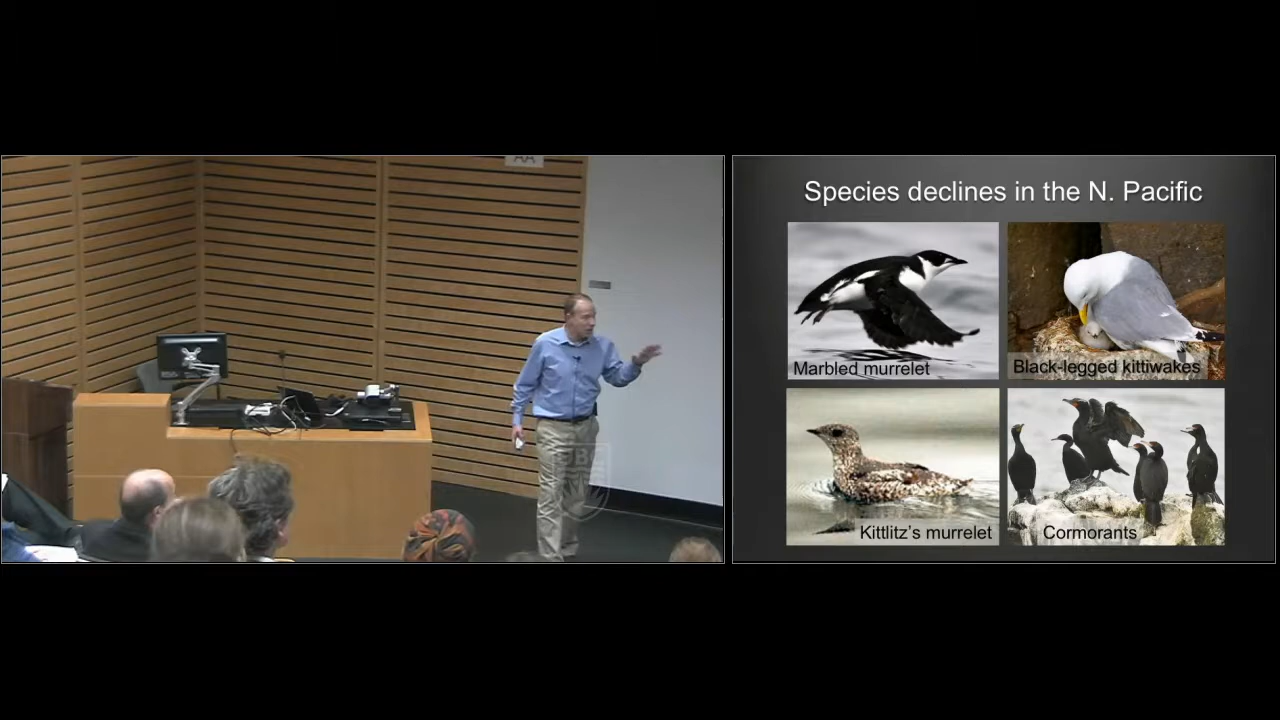 Species declines in the N. Pacific
Marbled murrelet
Black-legged kittiwakes
Kittlitz's murrelet
Cormorants